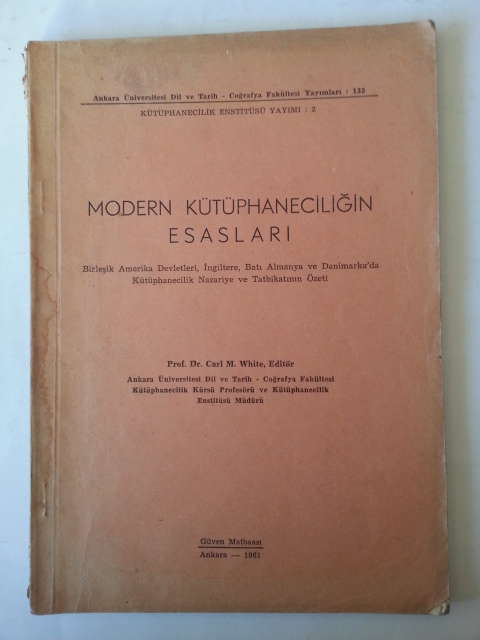 Ankara Üniversitesi Dil ve Tarih - Coğrafya Fakültesi Yayımları : 133
KÜTÜPHANECİLİK ENSTİTÜSÜ YAYIMI : 2
MODERN KÜTÜPHANECİLİĞİN
ESASLARI
Birleşik Amerika Devletleri, İngiltere, Batı Almanya ve Danimarka'da
Kütüphanecilik Nazariye ve Tatbikatının Özeti
Prof. Dr. Carl M. White, Editör
Ankara Üniversitesi Dil ve Tarih - Coğrafya Fakültesi
Kütüphanecilik Kürsü Profesörü ve Kütüphanecilik
Enstitüsü Müdürü
Güven Matbaası
Ankara — 1961